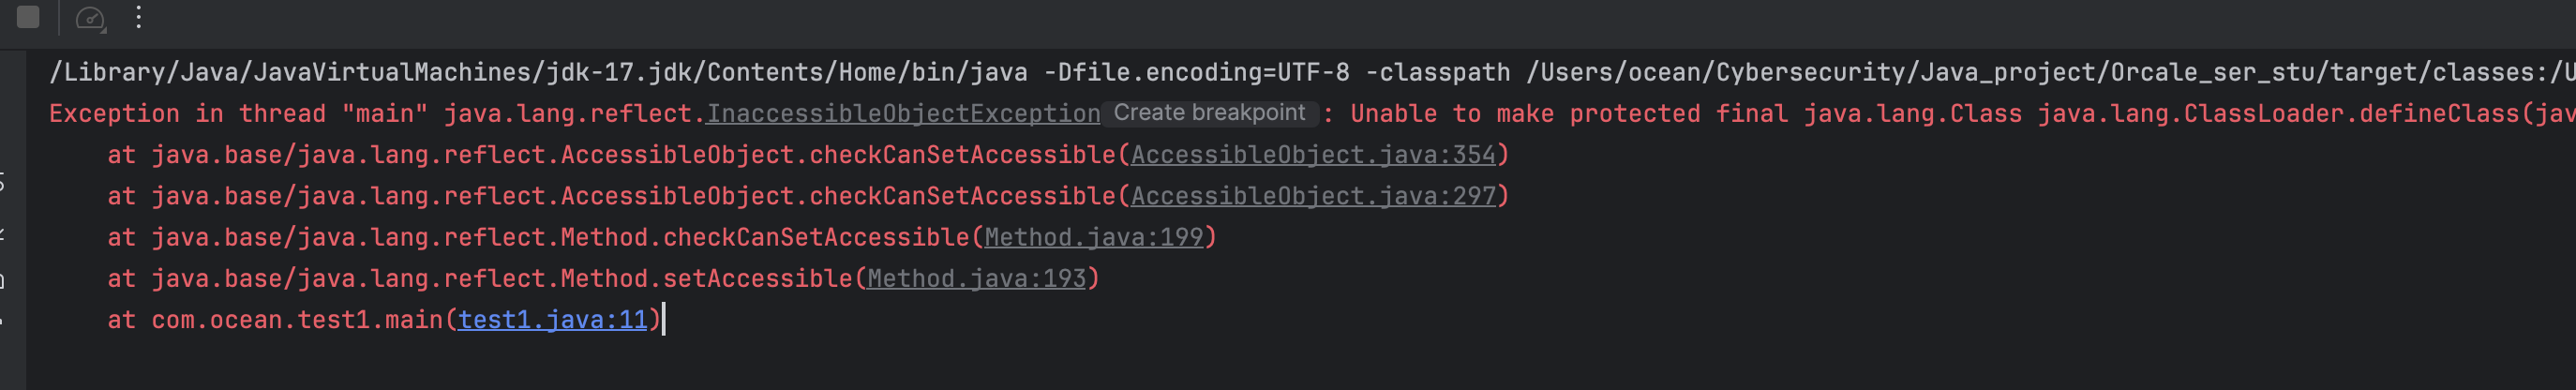 /Library/Java/JavaVirtualMachines/jdk-17.jdk/Contents/Home/bin/java -Dfile.encoding=UTF-8 -classpath /Users/ocean/Cybersecurity/Java_project/Orcale_ser_stu/target/classes:/U
Exception in thread "main" java.lang.reflect.InaccessibleObjectException Create breakpoint : Unable to make protected final java.lang.Class java.lang.ClassLoader.defineClass(jav
at java.base/java.lang.reflect.AccessibleObject.checkCanSetAccessible(AccessibleObject.java:354)
at java.base/java.lang.reflect.AccessibleObject.checkCanSetAccessible(AccessibleObject.java:297)
at java.base/java.lang.reflect.Method.checkCanSetAccessible(Method.java:199)
at java.base/java.lang.reflect.Method.setAccessible(Method.java:193)
at com.ocean.test1.main(test1.java:11)